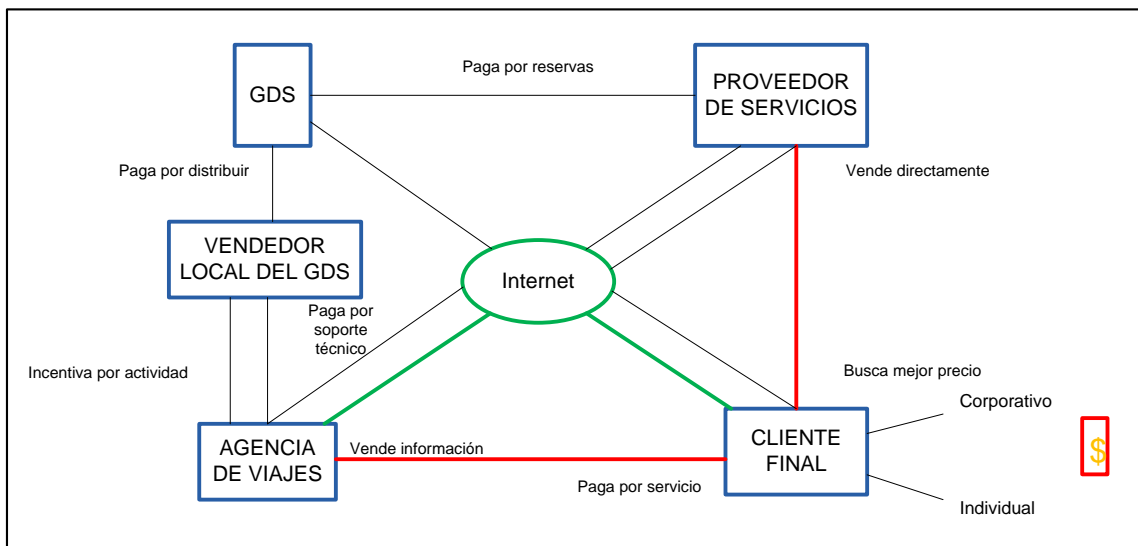 GDS
Paga por reservas
PROVEEDOR
DE SERVICIOS
Paga por distribuir
Vende directamente
VENDEDOR
LOCAL DEL GDS
Internet
Paga por
soporte
técnico
Incentiva por actividad
Busca mejor precio
Corporativo
AGENCIA
DE VIAJES
Vende información
CLIENTE
FINAL
$
Paga por servicio
Individual